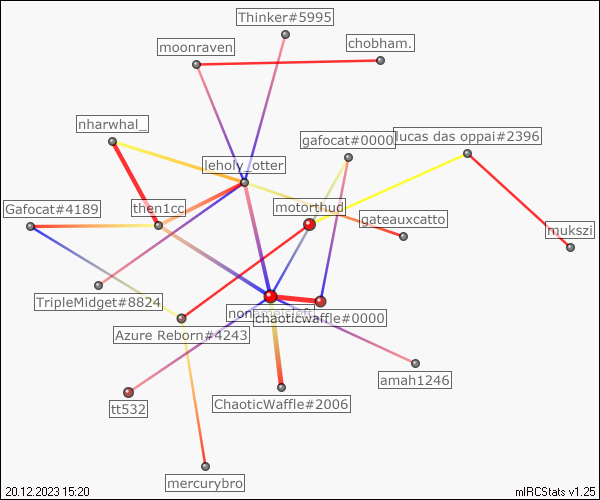 Thinker#5995
moonraven
chobham.
nharwhal_
gafocat#0000
lucas das oppai#2396
leholy_otter
Gafocat#4189
then1cc
motorthud
gateauxcatto
mukszi
TripleMidget#8824
chaoticwaffle#0000
Azure Reborn#4243
amah1246
tt532
ChaoticWaffle#2006
mercurybro
20.12.2023 15:20
mIRCStats v1.25